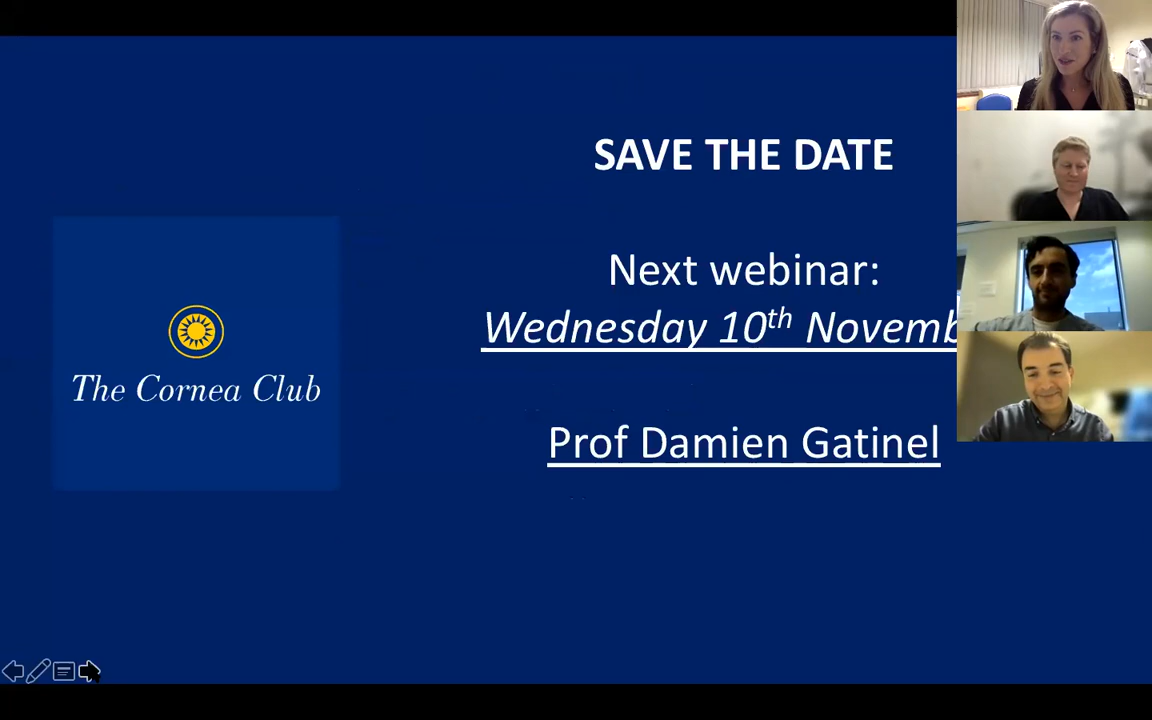 SAVE THE DATE
Next webinar:
Wednesday 10th Novemb
The Cornea Club
Prof Damien Gatinel